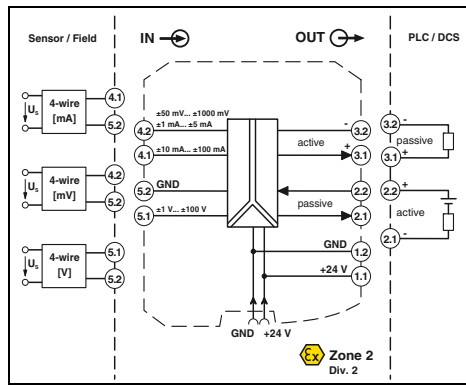 Sensor / Field
IN
OUT
PLC / DCS
U s
4-wire
[mA]
4.1
5.2
U s
4-wire
[mV]
4.2
5.2
U s
4-wire
[V]
5.1
5.2
±50 mV... ±1000 mV
±1 mA... ±5 mA
4.2
±10 mA... ±100 mA
4.1
GND
5.2
±1 V... ±100 V
5.1
-
3.2
active
+
3.1
2.2
passive
2.1
GND
1.2
+24 V
1.1
3.2
-
passive
3.1
+
2.2
+
active
2.1
-
GND +24 V
Ex Zone 2
Div. 2